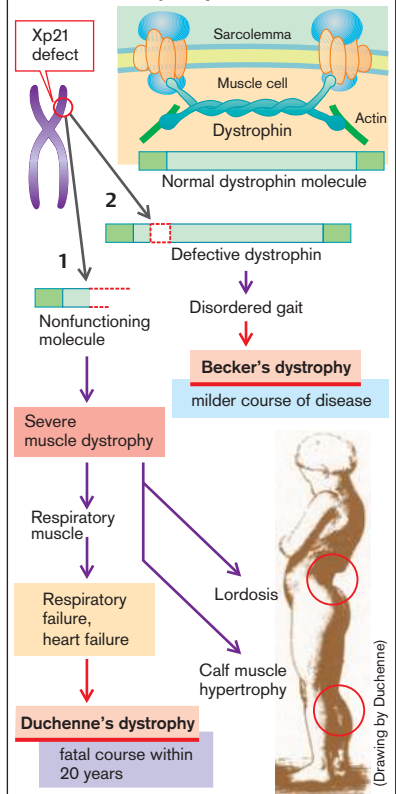 Xp21
defect
Sarcolemma
Muscle cell
Actin
Dystrophin
Normal dystrophin molecule
2
Defective dystrophin
1
Disordered gait
Nonfunctioning
molecule
Becker's dystrophy
milder course of disease
Severe
muscle dystrophy
Respiratory
muscle
Lordosis
Respiratory
failure,
heart failure
Calf muscle
hypertrophy
Duchenne's dystrophy
fatal course within
20 years
(Drawing by Duchenne)